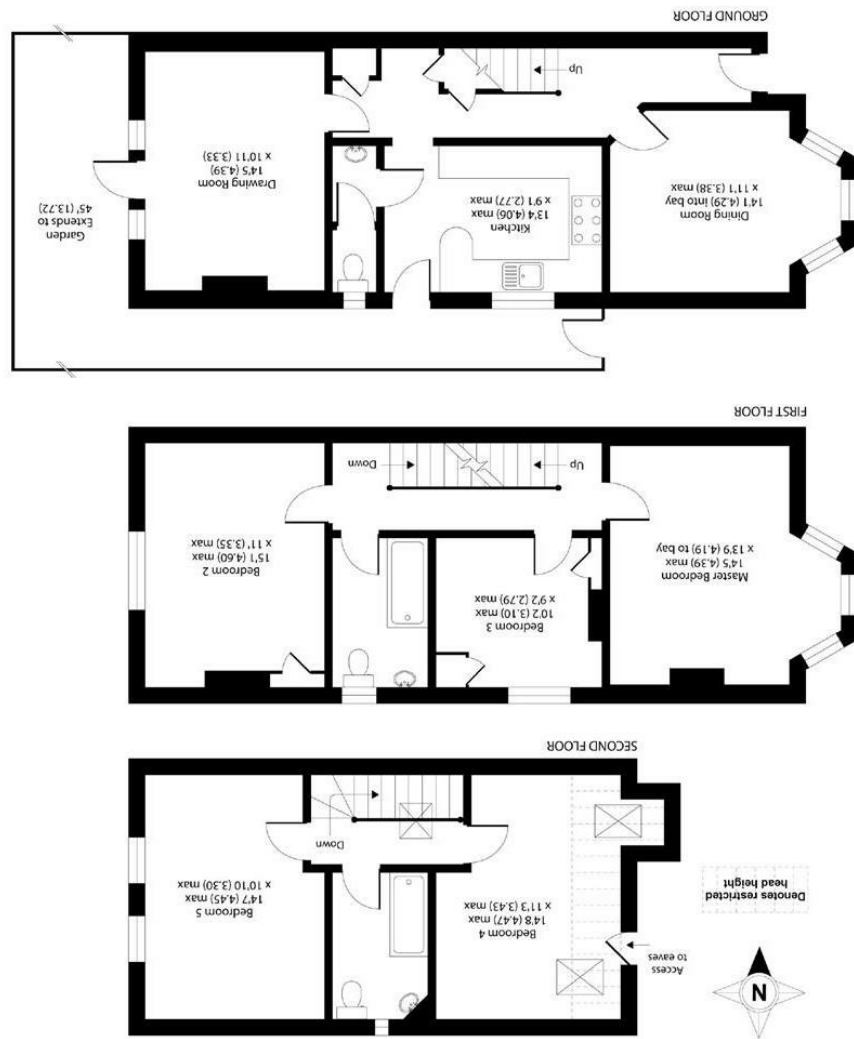 N
Access
to eaves
Denotes restricted
head height
Bedroom 4
14'8 (4.47) max
x 11'3 (3.43) max
Bedroom 5
14'7 (4.45) max
x 10'10 (3.30) max
Down
SECOND FLOOR
Master Bedroom
14'5 (4.39) max
x 13'9 (4.19) to bay
Bedroom 3
10'2 (3.10) max
x 9'2 (2.79) max
Bedroom 2
15'1 (4.60) max
x 11' (3.35) max
Up
Down
FIRST FLOOR
Dining Room
14'1 (4.29) into bay
x 11'1 (3.38) max
Kitchen
13'4 (4.06) max
x 9'1 (2.77) max
Drawing Room
14'5 (4.39)
x 10'11 (3.33)
Garden
Extends to
45' (13.72)
Up
GROUND FLOOR